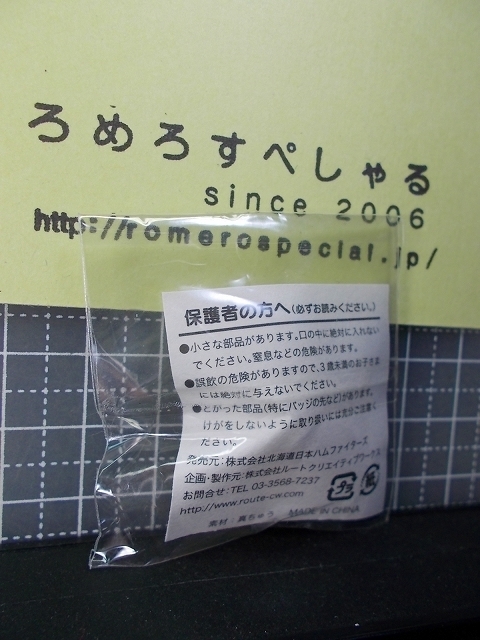 ろめろすぺしゃる
since 2006
http://romerospecial.jp/
保護者の方へ(必ずお読みください。)
●小さな部品があります。口の中に絶対に入れない
でください。窒息などの危険があります。
●誤飲の危険がありますので、3歳未満のお子さま
には絶対に与えないでください。
●とがった部品(特にバッジの先など)があります。
けがをしないように取り扱いには充分ご注意く
ださい。
発売元:株式会社北海道日本ハムファイターズ
企画・製作元:株式会社ルートクリエイティブワークス
お問合せ:TEL 03-3568-7237
http://www.route-cw.com/
プラ 紙
素材:真ちゅう MADE IN CHINA